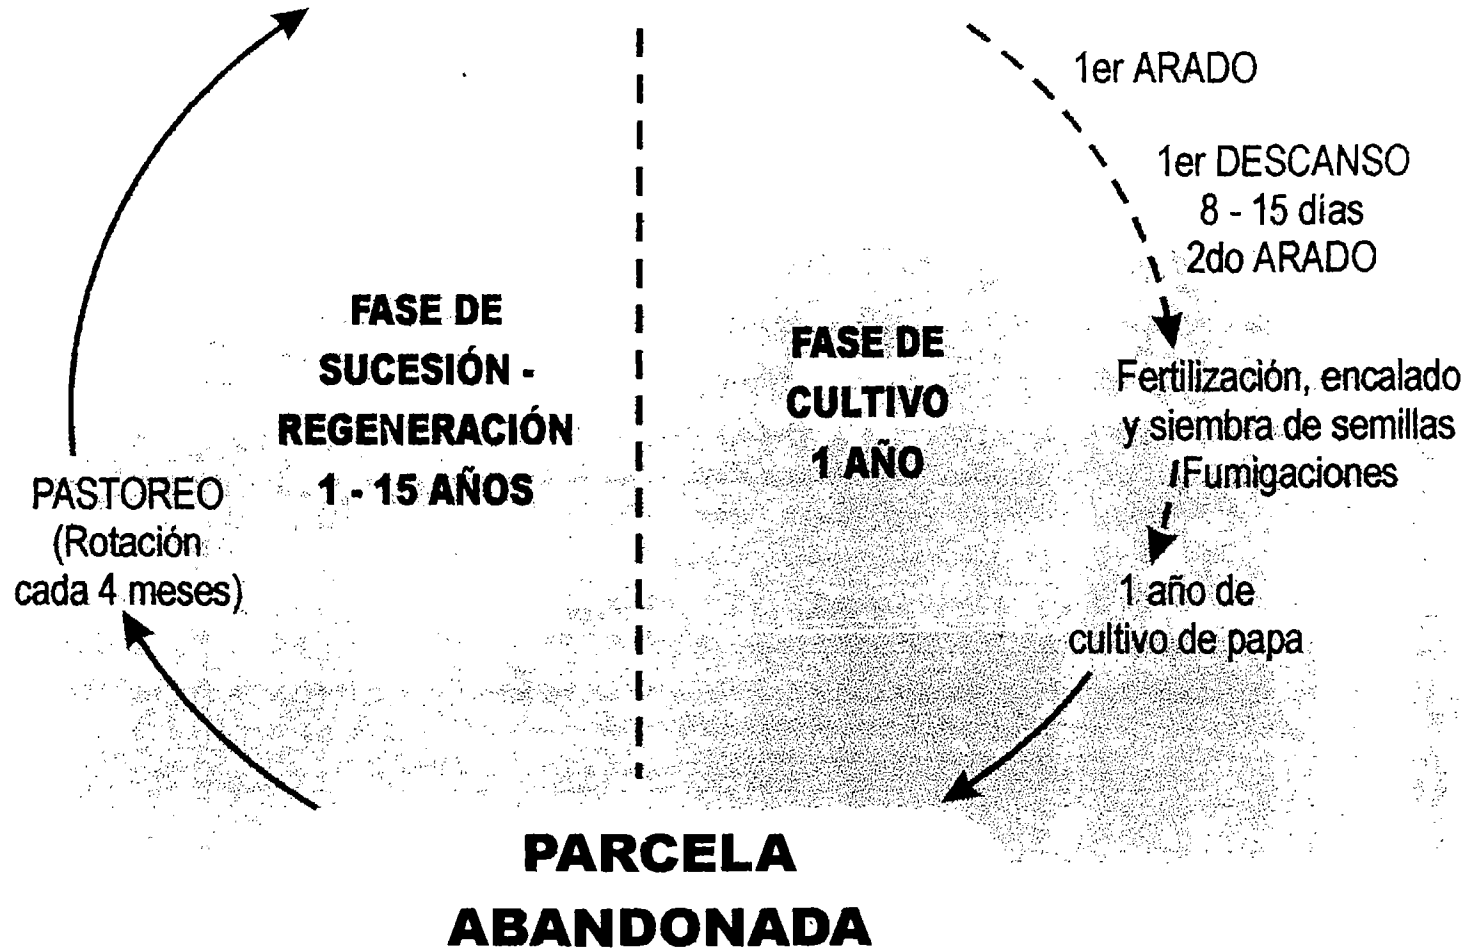 1er ARADO
1er DESCANSO
8 - 15 días
2do ARADO
FASE DE
SUCESIÓN -
REGENERACIÓN
1 - 15 AÑOS
FASE DE
CULTIVO
1 AÑO
Fertilización, encalado
y siembra de semillas
Fumigaciones
PASTOREO
(Rotación
cada 4 meses)
1 año de
cultivo de papa
PARCELA
ABANDONADA